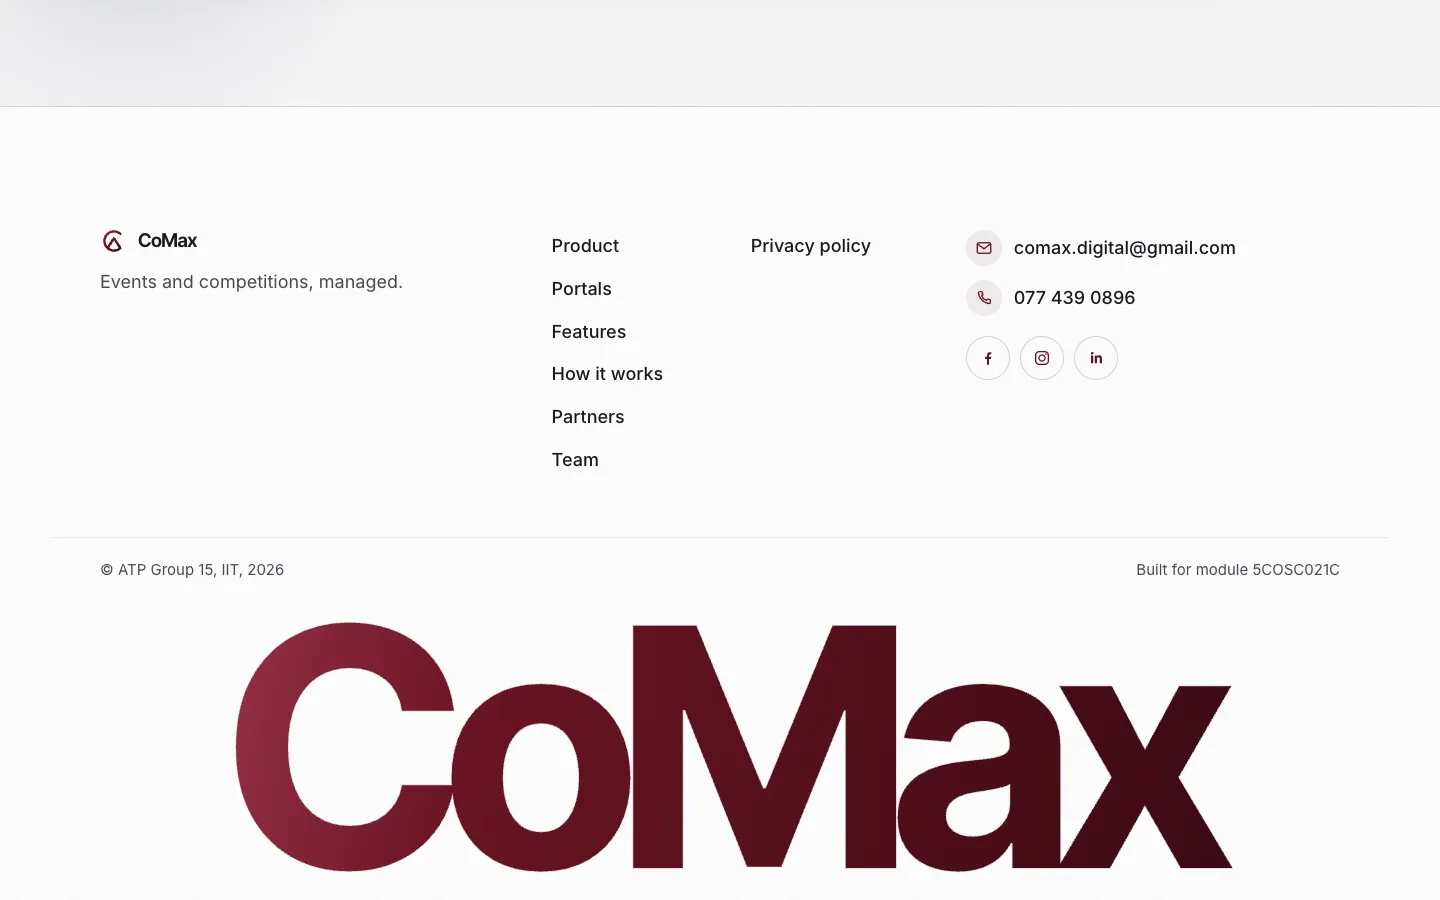 CoMax
Events and competitions, managed.
Product
Portals
Features
How it works
Partners
Team
Privacy policy
comax.digital@gmail.com
077 439 0896
© ATP Group 15, IIT, 2026
Built for module 5COSC021C
CoMax